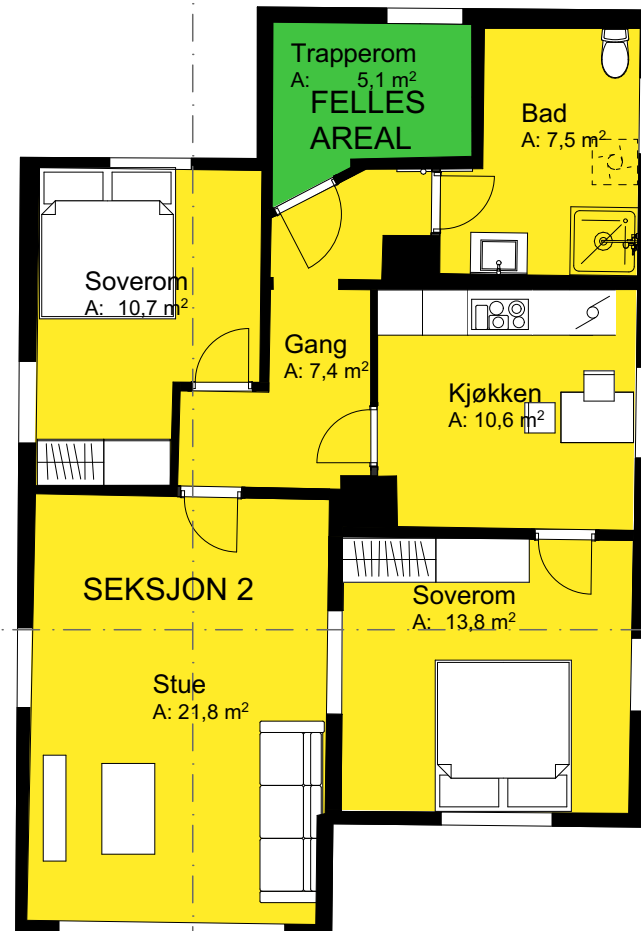 Trapperom
A: 5,1 m²
FELLES
AREAL
Bad
A: 7,5 m²
Soverom
A: 10,7 m²
Gang
A: 7,4 m²
Kjøkken
A: 10,6 m²
SEKSJON 2
Soverom
A: 13,8 m²
Stue
A: 21,8 m²